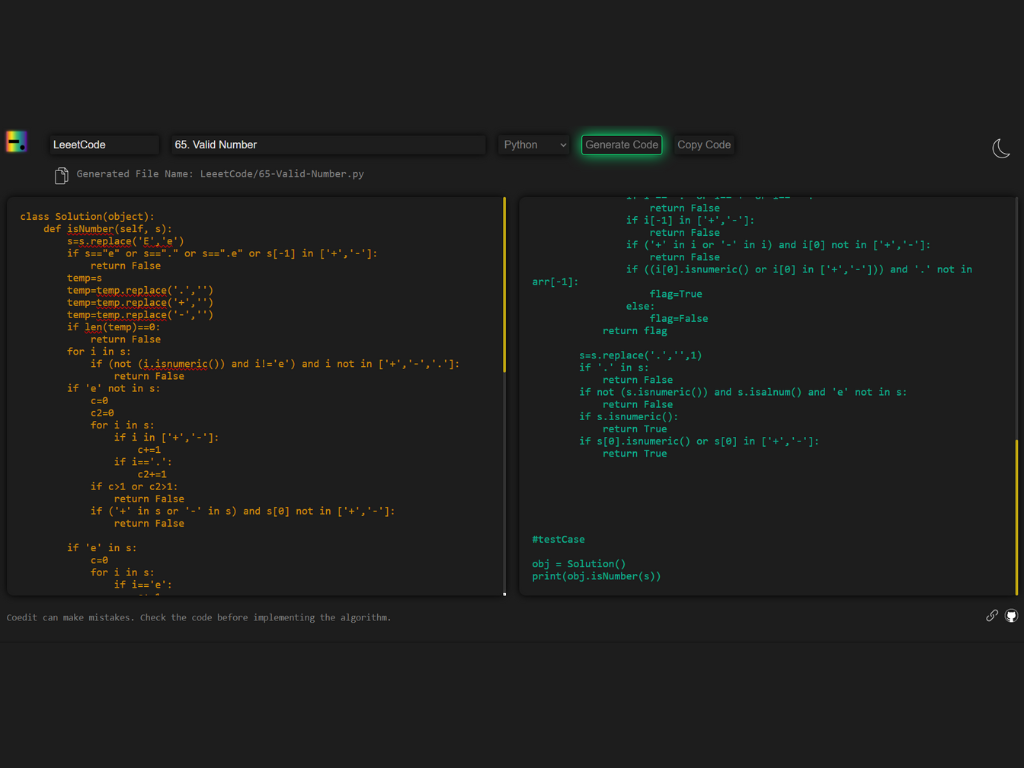 LeeetCode
65. Valid Number
Python
Generate Code
Copy Code
Generated File Name: LeeetCode/65-Valid-Number.py
class Solution(object):
    def isNumber(self, s):
        s=s.replace('E','e')
        if s=="e" or s=="." or s==".e" or s[-1] in ['+','-']:
            return False
        temp=s
        temp=temp.replace('.','')
        temp=temp.replace('+','')
        temp=temp.replace('-','')
        if len(temp)==0:
            return False
        for i in s:
            if (not (i.isnumeric()) and i!='e') and i not in ['+','-','.']:
                return False
        if 'e' not in s:
            c=0
            c2=0
            for i in s:
                if i in ['+','-']:
                    c+=1
                if i=='.':
                    c2+=1
            if c>1 or c2>1:
                return False
            if ('+' in s or '-' in s) and s[0] not in ['+','-']:
                return False
        if 'e' in s:
            c=0
            for i in s:
                if i=='e':
                return False
                if i[-1] in ['+','-']:
                    return False
                if ('+' in i or '-' in i) and i[0] not in ['+','-']:
                    return False
                if ((i[0].isnumeric() or i[0] in ['+','-'])) and '.' not in
arr[-1]:
                    flag=True
                else:
                    flag=False
            return flag
        s=s.replace('.','',1)
        if '.' in s:
            return False
        if not (s.isnumeric()) and s.isalnum() and 'e' not in s:
            return False
        if s.isnumeric():
            return True
        if s[0].isnumeric() or s[0] in ['+','-']:
            return True
#testCase
obj = Solution()
print(obj.isNumber(s))
Coedit can make mistakes. Check the code before implementing the algorithm.